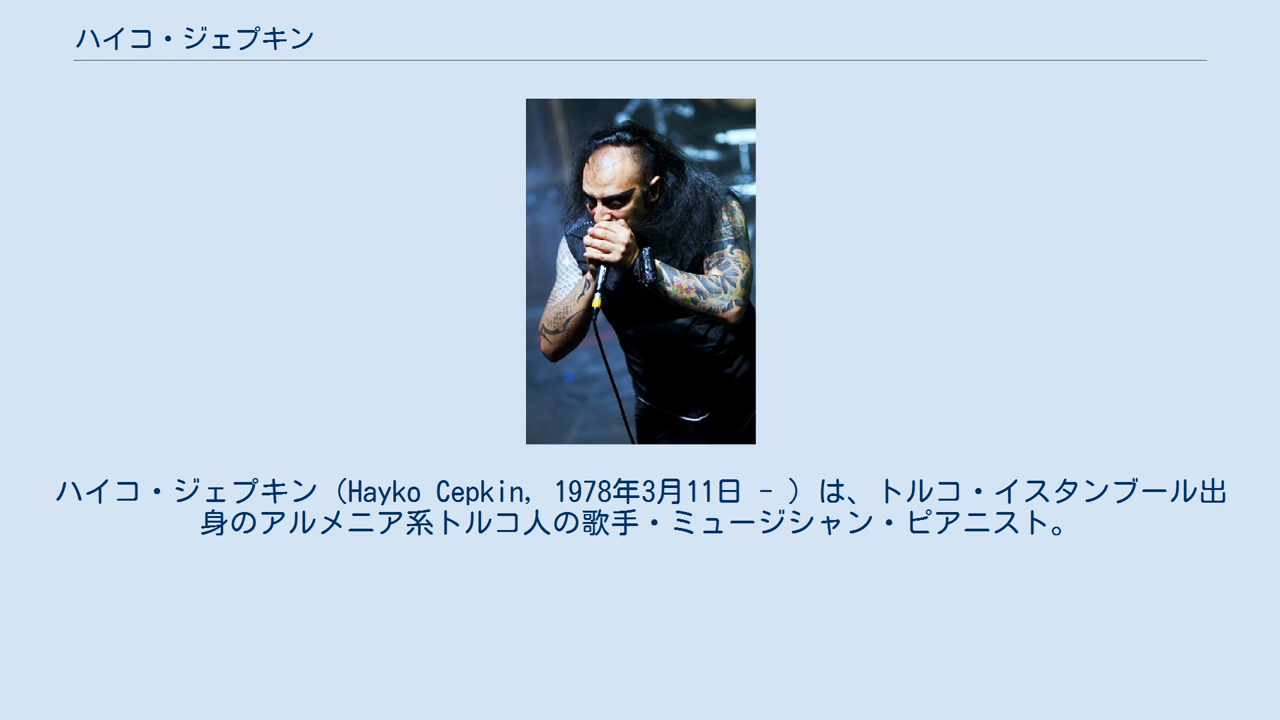 ハイコ・ジェプキン
ハイコ・ジェプキン（Hayko Cepkin, 1978年3月11日 - ）は、トルコ・イスタンブール出
身のアルメニア系トルコ人の歌手・ミュージシャン・ピアニスト。